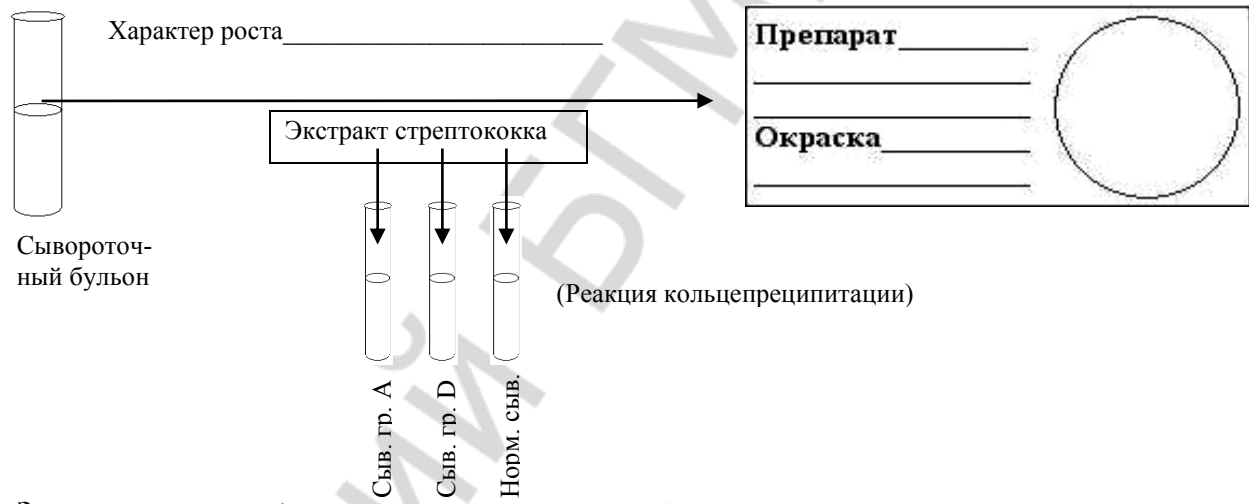 Характер роста
Препарат
Экстракт стрептококка
Окраска
Сывороточ-
ный бульон
(Реакция кольцепреципитации)
Сыв. гр. А
Сыв. гр. D
Норм. сыв.